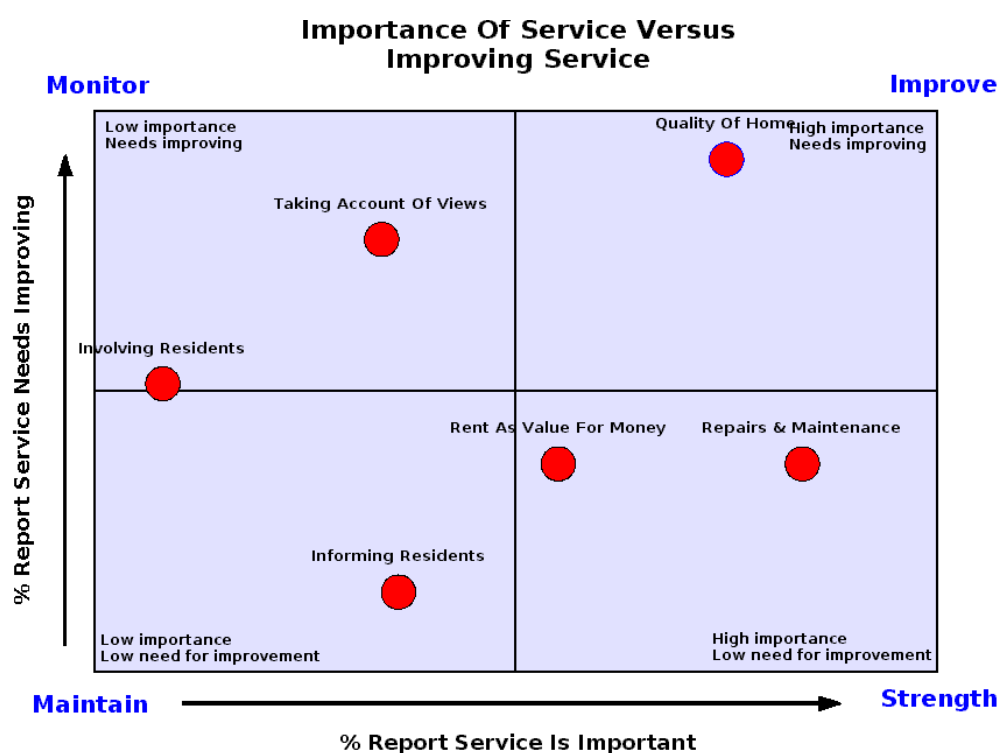 Importance Of Service Versus
Improving Service
Monitor
Improve
Low importance
Needs improving
Quality Of Home
High importance
Needs improving
Taking Account Of Views
% Report Service Needs Improving
Involving Residents
Rent As Value For Money
Repairs & Maintenance
Informing Residents
Low importance
Low need for improvement
High importance
Low need for improvement
Maintain
Strength
% Report Service Is Important